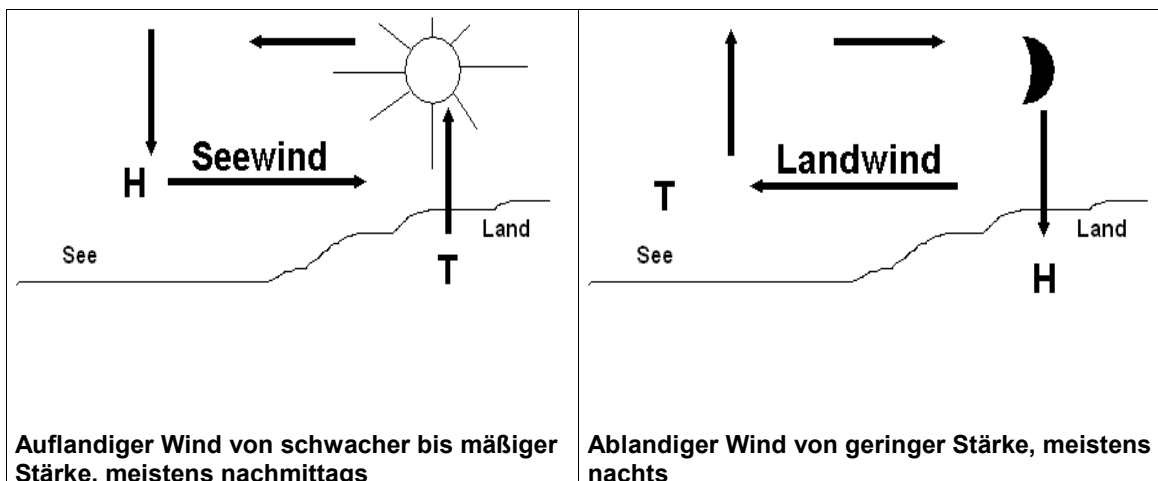 Seewind
H
See
Land
T
Auflandiger Wind von schwacher bis mäßiger
Stärke, meistens nachmittags
Landwind
T
See
Land
H
Ablandiger Wind von geringer Stärke, meistens
nachts